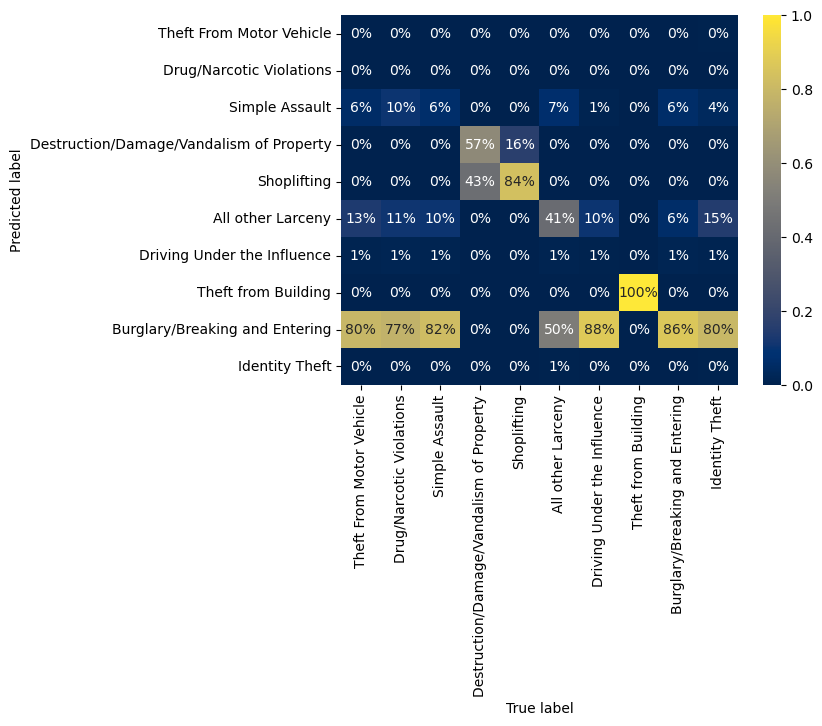 Predicted label
Theft From Motor Vehicle 0% 0% 0% 0% 0% 0% 0% 0% 0% 0%
Drug/Narcotic Violations 0% 0% 0% 0% 0% 0% 0% 0% 0% 0%
Simple Assault 6% 10% 6% 0% 0% 7% 1% 0% 6% 4%
Destruction/Damage/Vandalism of Property 0% 0% 0% 57% 16% 0% 0% 0% 0% 0%
Shoplifting 0% 0% 0% 43% 84% 0% 0% 0% 0% 0%
All other Larceny 13% 11% 10% 0% 0% 41% 10% 0% 6% 15%
Driving Under the Influence 1% 1% 1% 0% 0% 1% 1% 0% 1% 1%
Theft from Building 0% 0% 0% 0% 0% 0% 0% 100% 0% 0%
Burglary/Breaking and Entering 80% 77% 82% 0% 0% 50% 88% 0% 86% 80%
Identity Theft 0% 0% 0% 0% 0% 1% 0% 0% 0% 0%
Theft From Motor Vehicle
Drug/Narcotic Violations
Simple Assault
Destruction/Damage/Vandalism of Property
Shoplifting
All other Larceny
Driving Under the Influence
Theft from Building
Burglary/Breaking and Entering
Identity Theft
True label
1.0
0.8
0.6
0.4
0.2
0.0